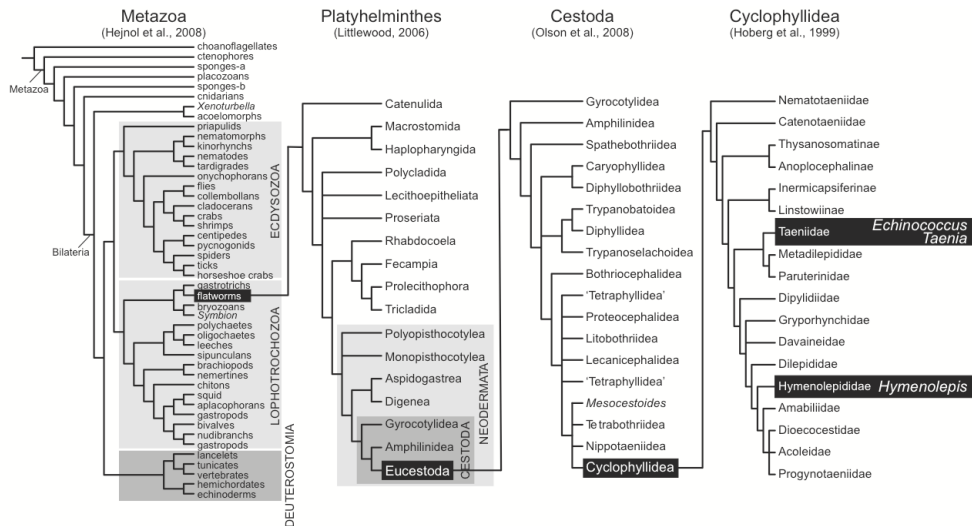 Metazoa
(Hejnol et al., 2008)
choanoflagellates
ctenophores
sponges-a
placozoans
sponges-b
cnidarians
Xenoturbella
acoelomorphs
priapulids
nematomorphs
kinorhynchs
nematodes
tardigrades
onychophorans
flies
collembollans
cladocerans
crabs
shrimps
centipedes
pycnogonids
spiders
ticks
horseshoe crabs
gastrotrichs
flatworms
bryozoans
Symbion
polychaetes
oligochaetes
leeches
sipunculans
brachiopods
nemertines
chitons
squid
aplacophorans
gastropods
bivalves
nudibranchs
gastropods
lancelets
tunicates
vertebrates
hemichordates
echinoderms
Metazoa
Bilateria
ECDYSOZOA
LOPHOTROCHOZOA
DEUTEROSTOMIA
Platyhelminthes
(Littlewood, 2006)
Catenulida
Macrostomida
Haplopharyngida
Polycladida
Lecithoepitheliata
Proseriata
Rhabdocoela
Fecampia
Prolecithophora
Tricladida
Polyopisthocotylea
Monopisthocotylea
Aspidogastrea
Digenea
Gyrocotylidea
Amphilinidea
Eucestoda
CESTODA
NEODERMATA
Cestoda
(Olson et al., 2008)
Gyrocotylidea
Amphilinidea
Spathebothriidea
Caryophyllidea
Diphyllobothriidea
Trypanobatoidea
Diphyllidea
Trypanoselachoidea
Bothriocephalidea
'Tetraphyllidea'
Proteocephalidea
Litobothriidea
Lecanicephalidea
'Tetraphyllidea'
Mesocestoides
Tetrabothriidea
Nippotaeniidea
Cyclophyllidea
Cyclophyllidea
(Hoberg et al., 1999)
Nematotaeniidae
Catenotaeniidae
Thysanosomatinae
Anoplocephalinae
Inermicapsiferinae
Linstowiinae
Taeniidae Echinococcus
Taenia
Metadilepididae
Paruterinidae
Dipylidiidae
Gryporhynchidae
Davaineidae
Dilepididae
Hymenolepididae Hymenolepis
Amabiliidae
Dioecocestidae
Acoleidae
Progynotaeniidae